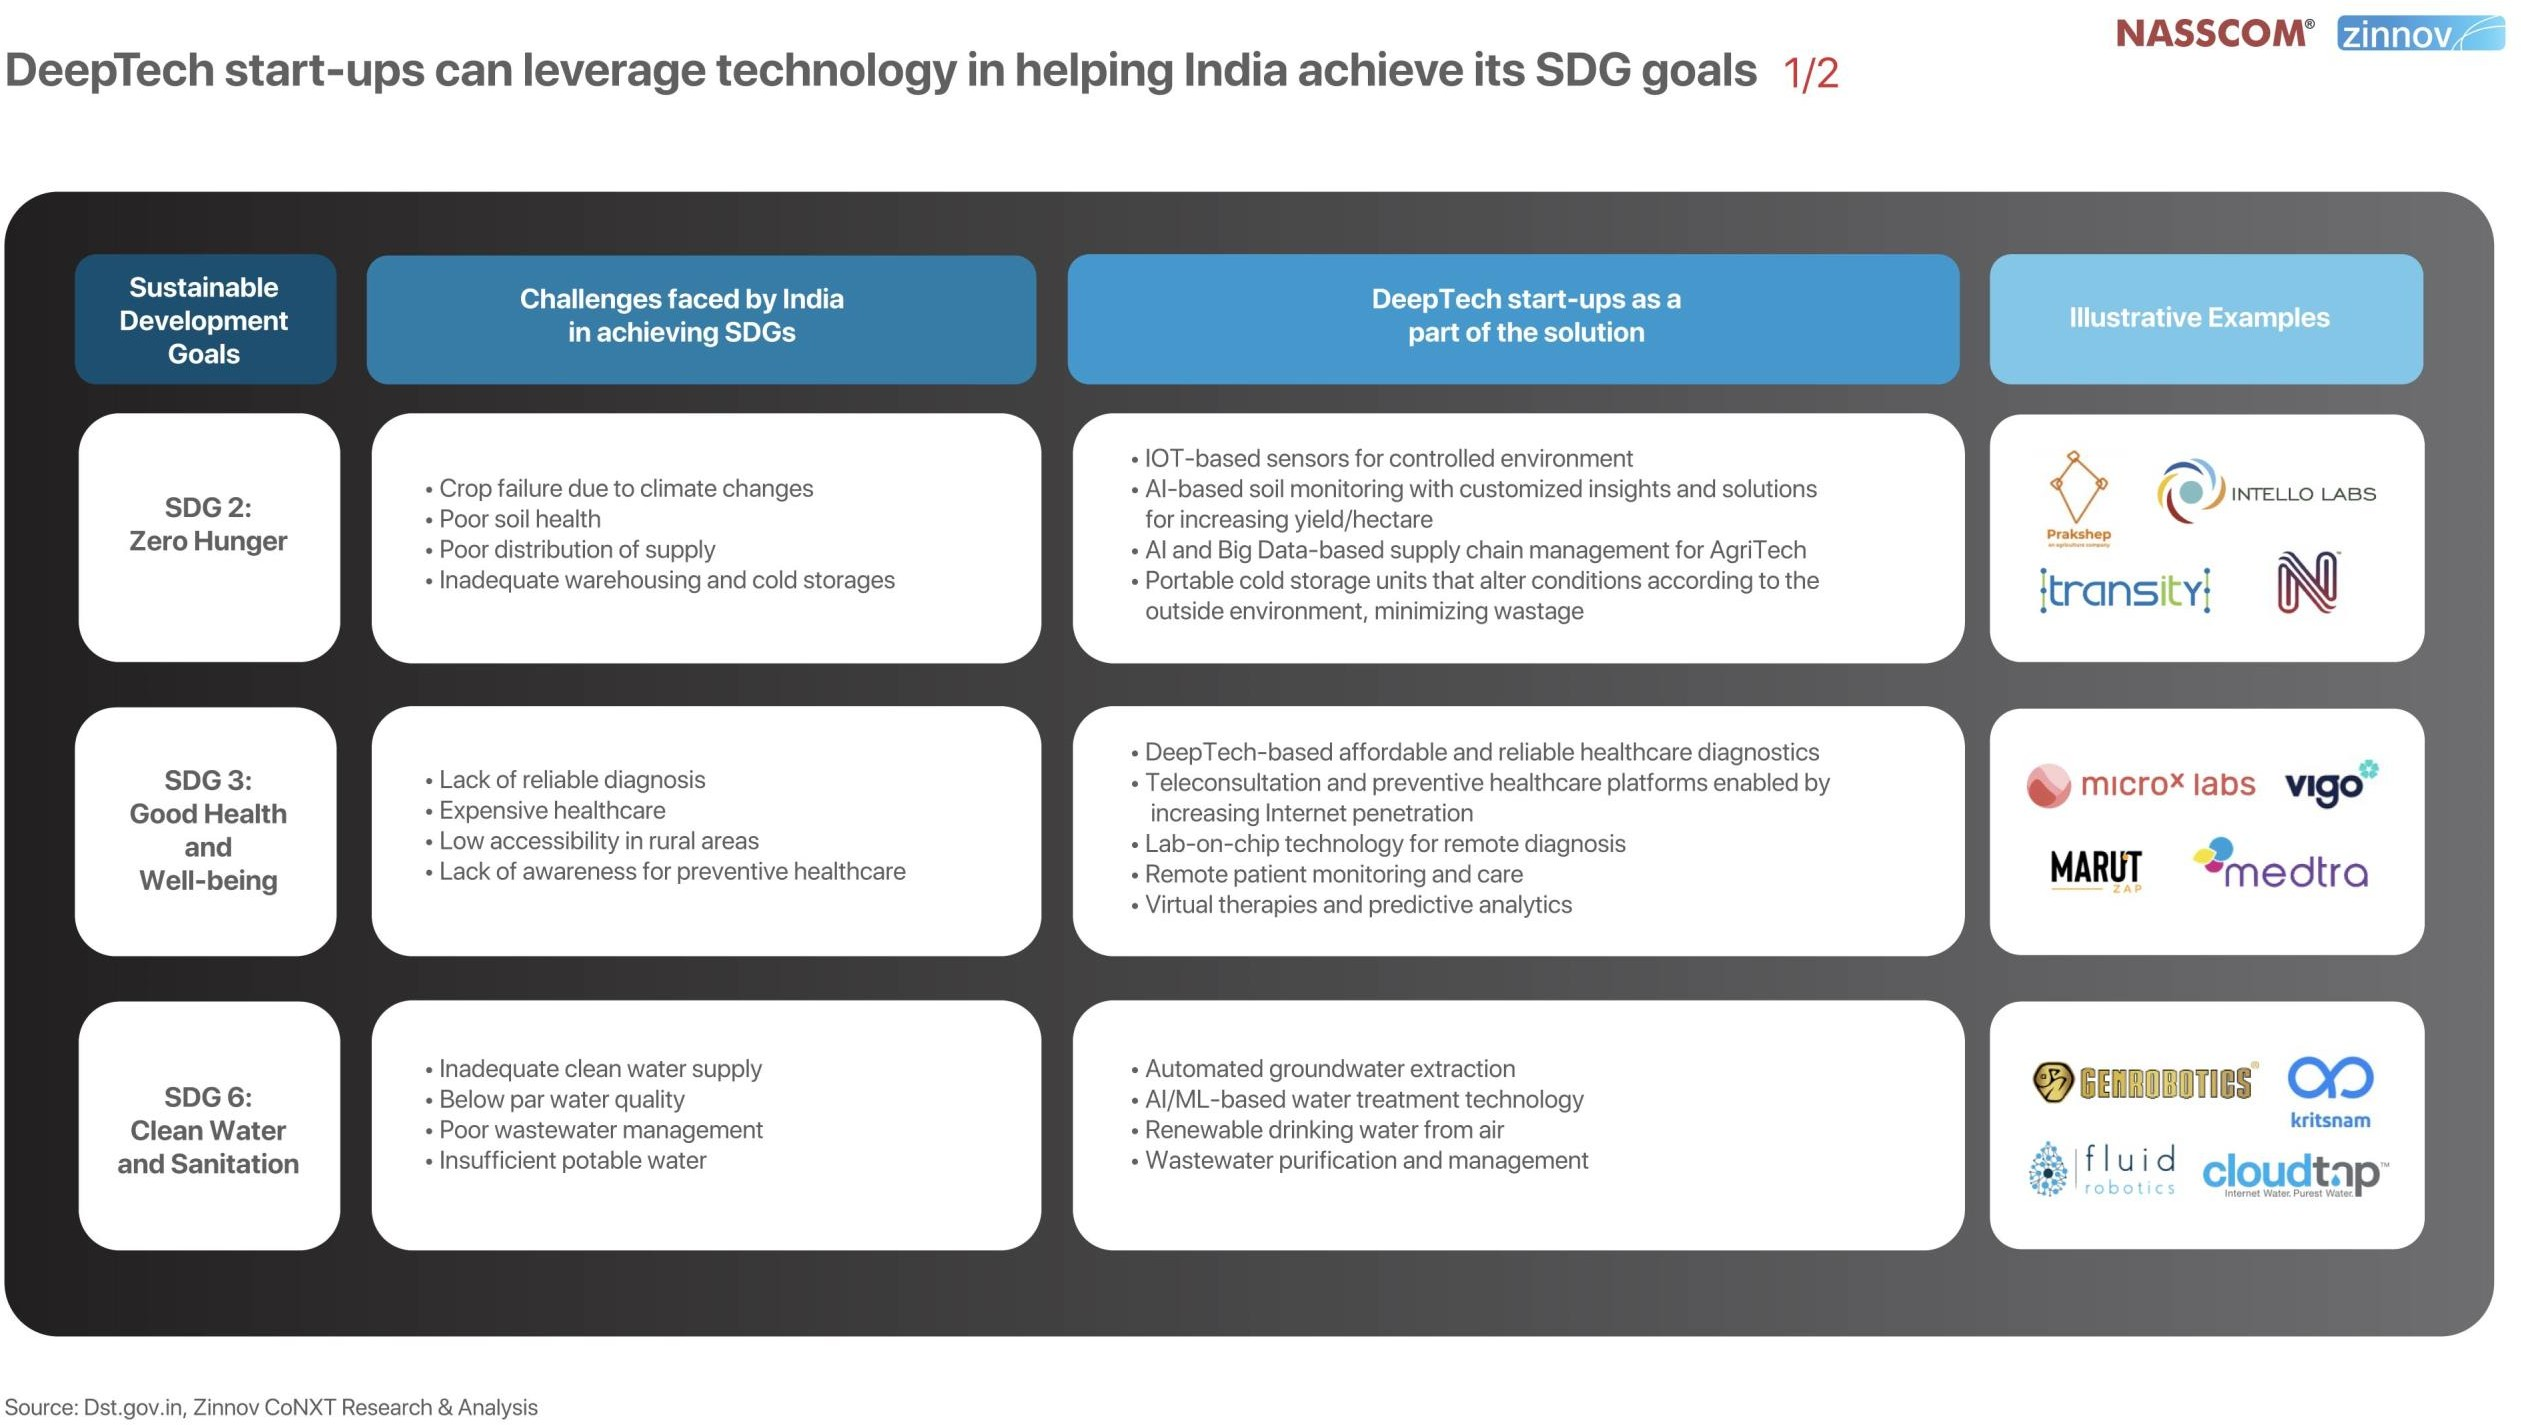 NASSCOM®
zinnov
DeepTech start-ups can leverage technology in helping India achieve its SDG goals 1/2
Sustainable
Development
Goals
Challenges faced by India
in achieving SDGs
DeepTech start-ups as a
part of the solution
Illustrative Examples
SDG 2:
Zero Hunger
• Crop failure due to climate changes
• Poor soil health
• Poor distribution of supply
• Inadequate warehousing and cold storages
• IOT-based sensors for controlled environment
• AI-based soil monitoring with customized insights and solutions
for increasing yield/hectare
• AI and Big Data-based supply chain management for AgriTech
• Portable cold storage units that alter conditions according to the
outside environment, minimizing wastage
Prakshep
an agriculture company
INTELLO LABS
transity
N
SDG 3:
Good Health
and
Well-being
• Lack of reliable diagnosis
• Expensive healthcare
• Low accessibility in rural areas
• Lack of awareness for preventive healthcare
• DeepTech-based affordable and reliable healthcare diagnostics
• Teleconsultation and preventive healthcare platforms enabled by
increasing Internet penetration
• Lab-on-chip technology for remote diagnosis
• Remote patient monitoring and care
• Virtual therapies and predictive analytics
microx labs
vigo
MARUT
ZAP
medtra
SDG 6:
Clean Water
and Sanitation
• Inadequate clean water supply
• Below par water quality
• Poor wastewater management
• Insufficient potable water
• Automated groundwater extraction
• AI/ML-based water treatment technology
• Renewable drinking water from air
• Wastewater purification and management
GENROBOTICS®
kritsnam
fluid
robotics
cloudtap™
Internet Water. Purest Water.
Source: Dst.gov.in, Zinnov CoNXT Research & Analysis